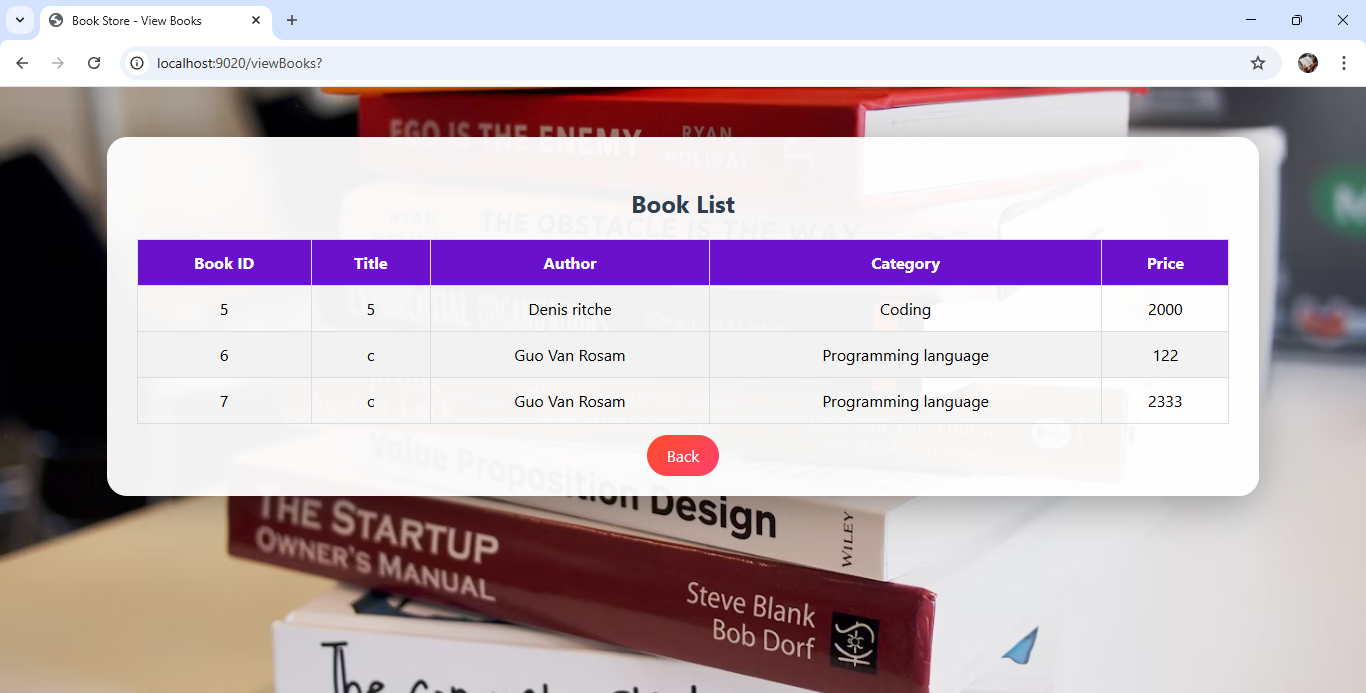 Book Store - View Books
localhost:9020/viewBooks?
EGO IS THE ENEMY RYAN HOLIDAY
RYAN
THE OBSTACLE IS THE WAY
Book List
Book ID Title Author Category Price
5 5 Denis ritche Coding 2000
6 c Guo Van Rosam Programming language 122
7 c Guo Van Rosam Programming language 2333
Back
Value Proposition Design
WILEY
THE STARTUP
OWNER'S MANUAL
Steve Blank
Bob Dorf
The